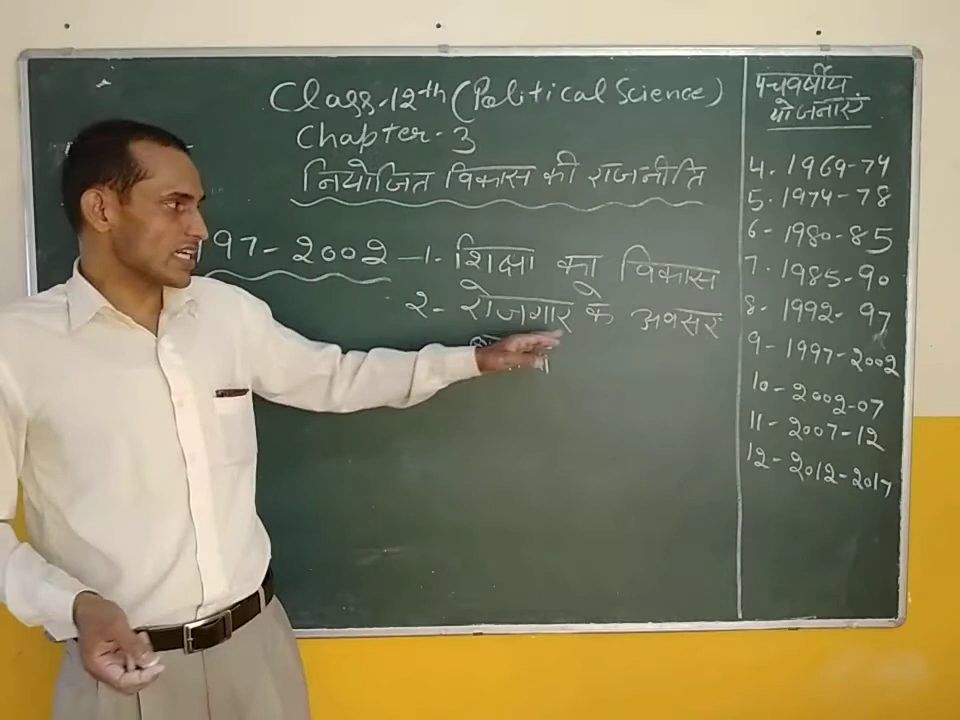 Class-12th (Political Science)
Chapter-3
नियोजित विकास की राजनीति
1997-2002 – 1. शिक्षा का विकास
2- रोजगार के अवसर
पंचवर्षीय
योजनाएं
4. 1969-74
5. 1974-78
6- 1980-85
7. 1985-90
8- 1992-97
9- 1997-2002
10-2002-07
11-2007-12
12-2012-2017